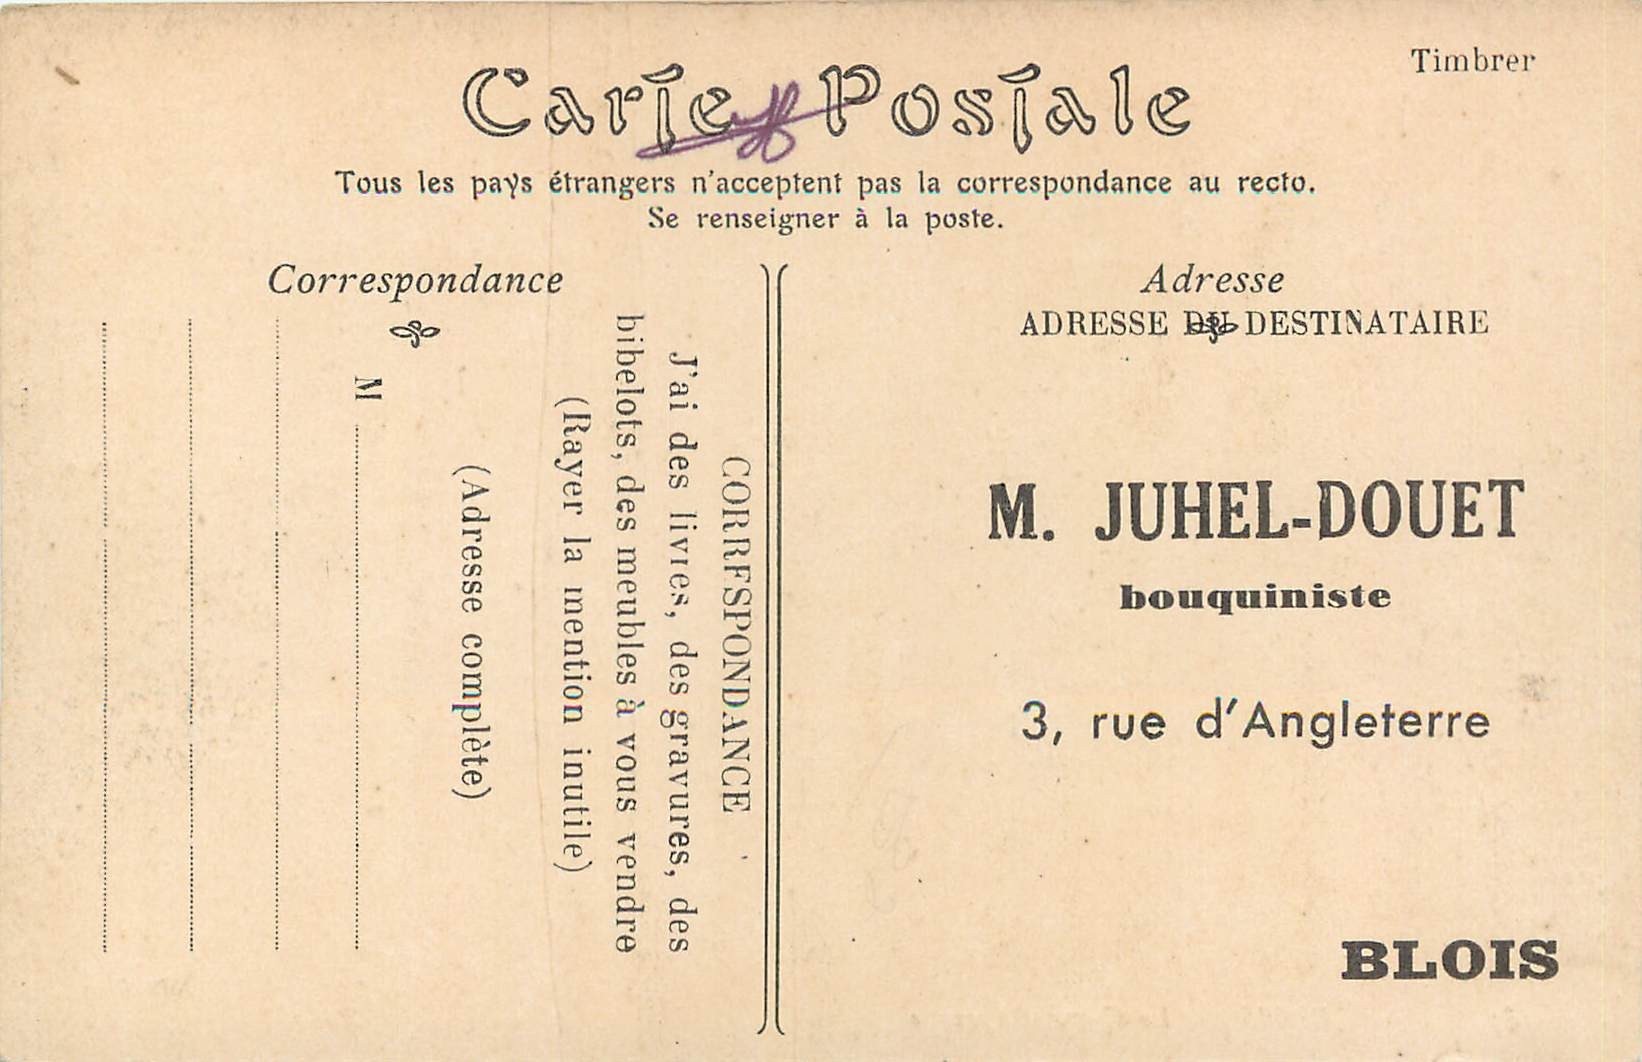 Timbrer
Carte Postale
Tous les pays étrangers n'acceptent pas la correspondance au recto.
Se renseigner à la poste.
Correspondance
CORRESPONDANCE
J'ai des livres, des gravures, des
bibelots, des meubles à vous vendre
(Rayer la mention inutile)
(Adresse complète)
M
Adresse
ADRESSE DU DESTINATAIRE
M. JUHEL-DOUET
bouquiniste
3, rue d'Angleterre
BLOIS